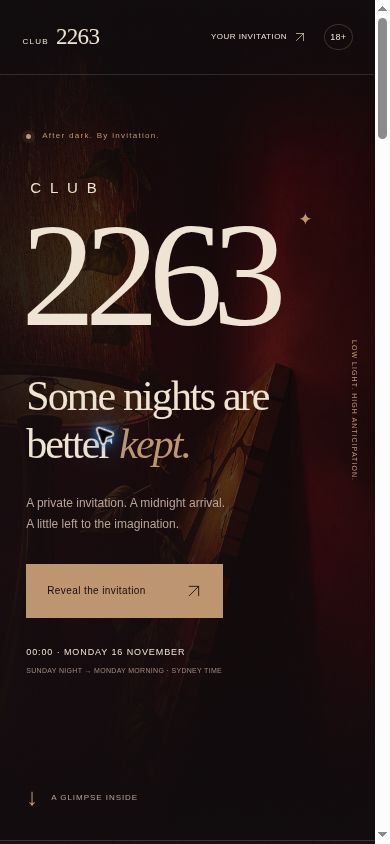 CLUB 2263
YOUR INVITATION
18+
After dark. By invitation.
CLUB
2263
Some nights are
better kept.
LOW LIGHT. HIGH ANTICIPATION.
A private invitation. A midnight arrival.
A little left to the imagination.
Reveal the invitation
00:00 · MONDAY 16 NOVEMBER
SUNDAY NIGHT → MONDAY MORNING · SYDNEY TIME
A GLIMPSE INSIDE